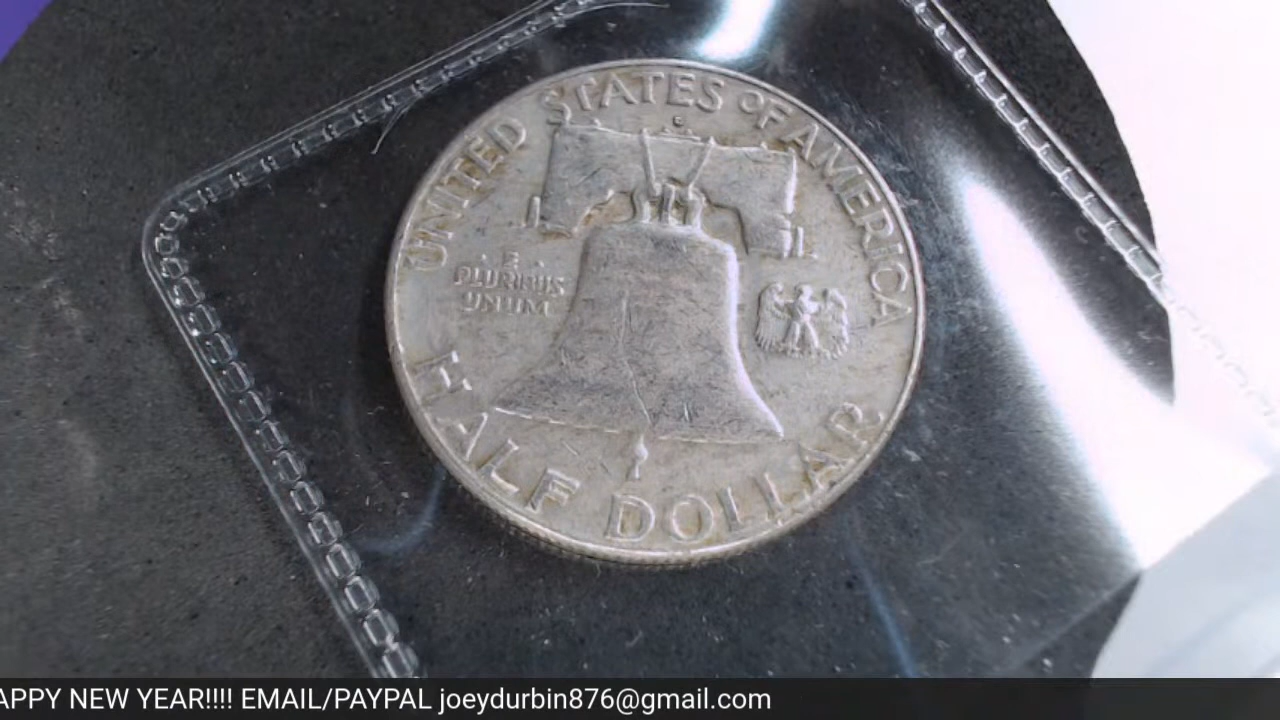 UNITED STATES OF AMERICA
E
PLURIBUS
UNUM
HALF DOLLAR
APPY NEW YEAR!!!! EMAIL/PAYPAL joeydurbin876@gmail.com